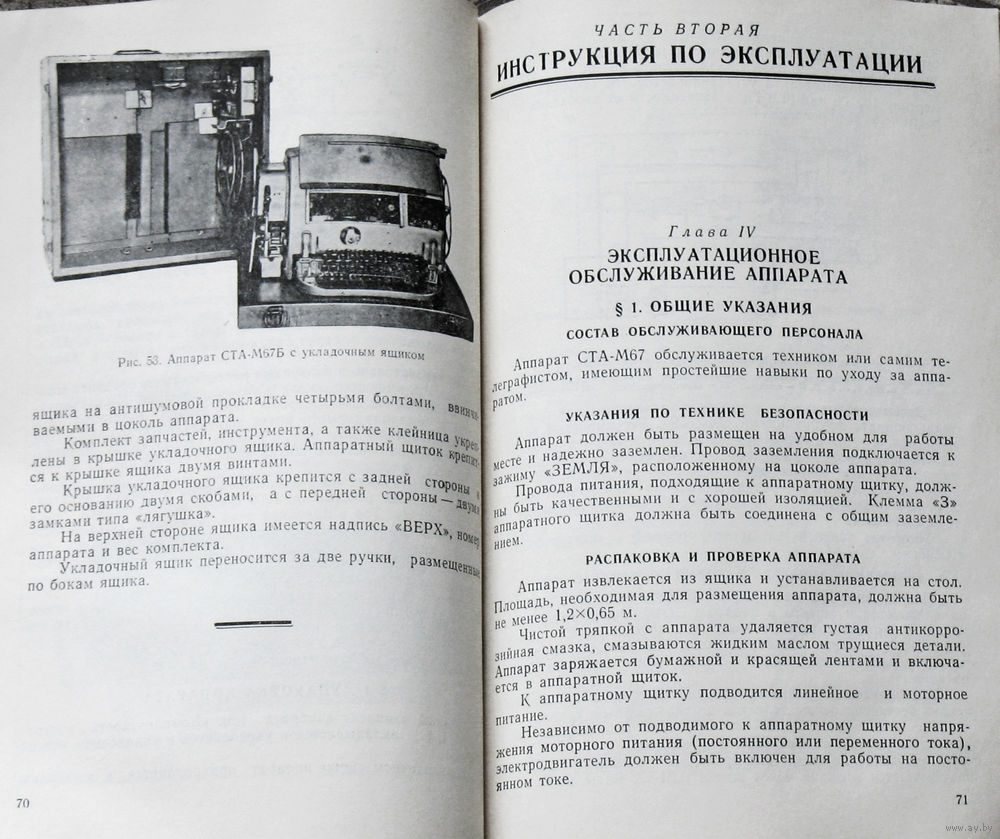 Рис. 53. Аппарат СТА-М67Б с укладочным ящиком
ящика на антишумовой прокладке четырьмя болтами, ввинчи-
ваемыми в цоколь аппарата.
Комплект запчастей, инструмента, а также клейница укреп-
лены в крышке укладочного ящика. Аппаратный щиток крепит-
ся к крышке ящика двумя винтами.
Крышка укладочного ящика крепится с задней стороны к
его основанию двумя скобами, а с передней стороны — двумя
замками типа «лягушка».
На верхней стороне ящика имеется надпись «ВЕРХ», номер
аппарата и вес комплекта.
Укладочный ящик переносится за две ручки, размещенные
по бокам ящика.
70
ЧАСТЬ ВТОРАЯ
ИНСТРУКЦИЯ ПО ЭКСПЛУАТАЦИИ
Глава IV
ЭКСПЛУАТАЦИОННОЕ
ОБСЛУЖИВАНИЕ АППАРАТА
§ 1. ОБЩИЕ УКАЗАНИЯ
СОСТАВ ОБСЛУЖИВАЮЩЕГО ПЕРСОНАЛА
Аппарат СТА-М67 обслуживается техником или самим те-
леграфистом, имеющим простейшие навыки по уходу за аппа-
ратом.
УКАЗАНИЯ ПО ТЕХНИКЕ БЕЗОПАСНОСТИ
Аппарат должен быть размещен на удобном для работы
месте и надежно заземлен. Провод заземления подключается к
зажиму «ЗЕМЛЯ», расположенному на цоколе аппарата.
Провода питания, подходящие к аппаратному щитку, долж-
ны быть качественными и с хорошей изоляцией. Клемма «З»
аппаратного щитка должна быть соединена с общим заземле-
нием.
РАСПАКОВКА И ПРОВЕРКА АППАРАТА
Аппарат извлекается из ящика и устанавливается на стол.
Площадь, необходимая для размещения аппарата, должна быть
не менее 1,2×0,65 м.
Чистой тряпкой с аппарата удаляется густая антикорро-
зийная смазка, смазываются жидким маслом трущиеся детали.
Аппарат заряжается бумажной и красящей лентами и включа-
ется в аппаратной щиток.
К аппаратному щитку подводится линейное и моторное
питание.
Независимо от подводимого к аппаратному щитку напря-
жения моторного питания (постоянного или переменного тока),
электродвигатель должен быть включен для работы на посто-
янном токе.
71
www.ay.by